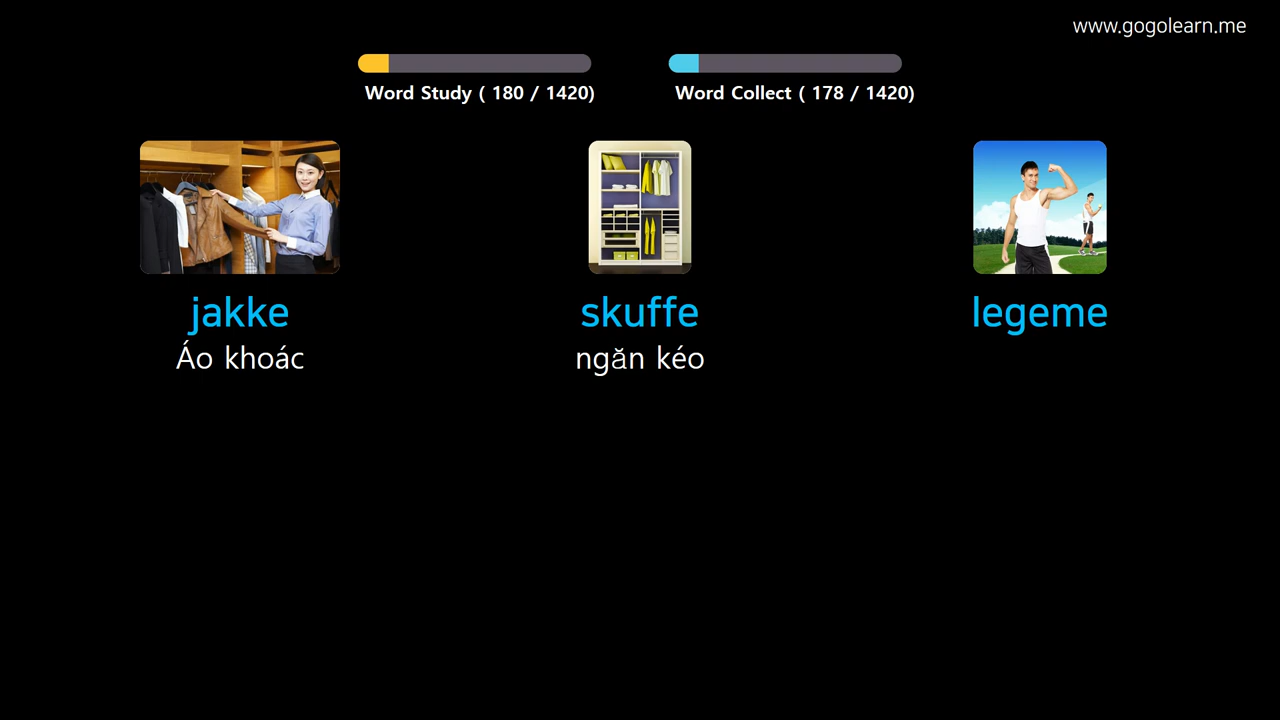 www.gogolearn.me
Word Study ( 180 / 1420)
Word Collect ( 178 / 1420)
jakke
skuffe
legeme
Áo khoác
ngăn kéo